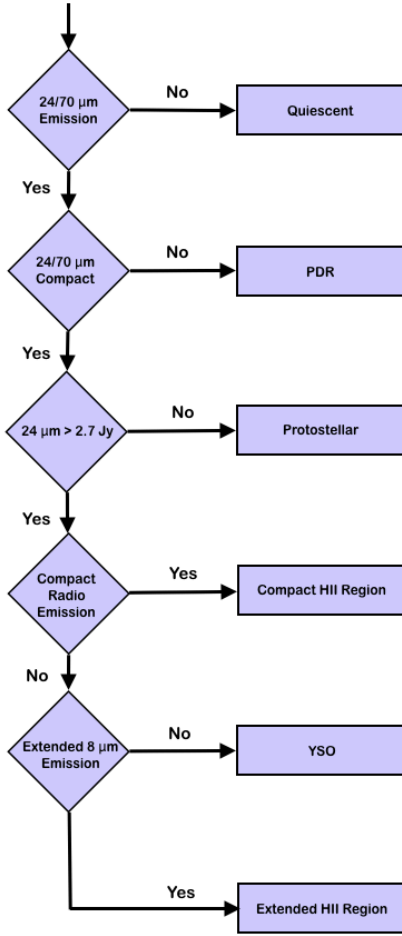 24/70 μm
Emission
No
Quiescent
Yes
24/70 μm
Compact
No
PDR
Yes
24 μm > 2.7 Jy
No
Protostellar
Yes
Compact
Radio
Emission
Yes
Compact HII Region
No
Extended 8 μm
Emission
No
YSO
Yes
Extended HII Region